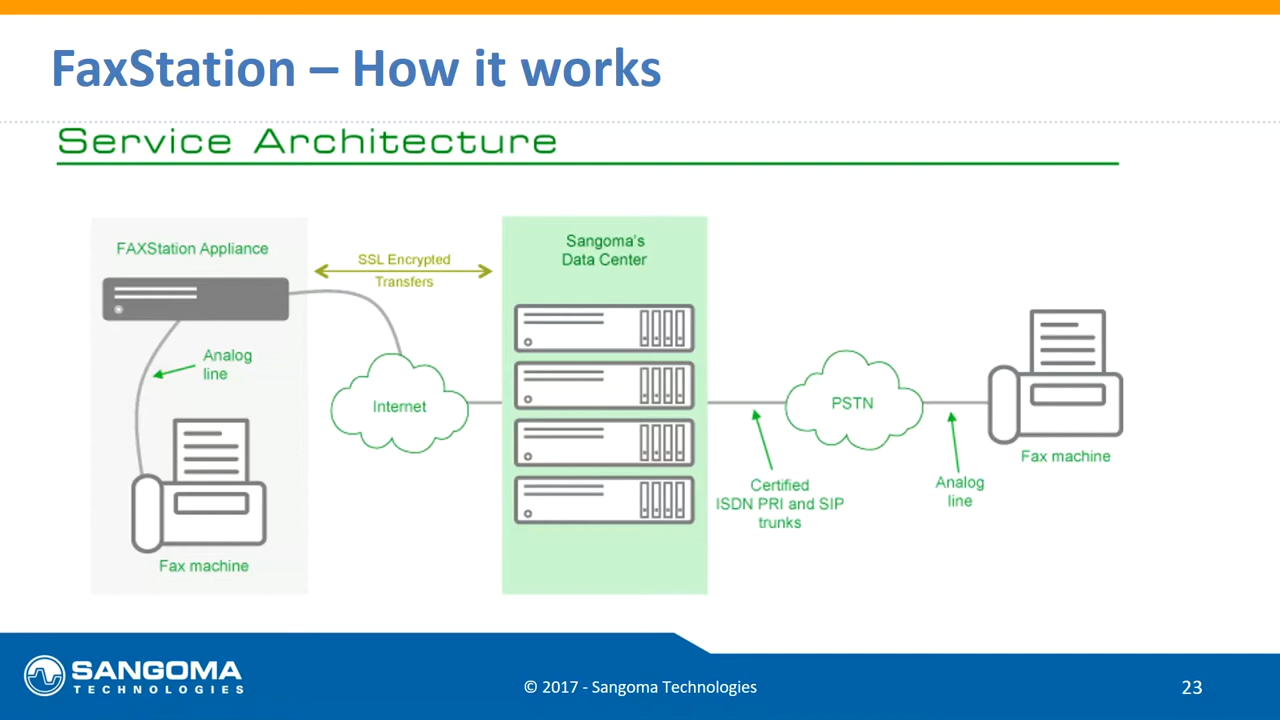 FaxStation – How it works
Service Architecture
FAXStation Appliance
SSL Encrypted
Transfers
Sangoma's
Data Center
Analog
line
Internet
PSTN
Fax machine
Certified
ISDN PRI and SIP
trunks
Analog
line
Fax machine
SANGOMA
TECHNOLOGIES
© 2017 - Sangoma Technologies
23